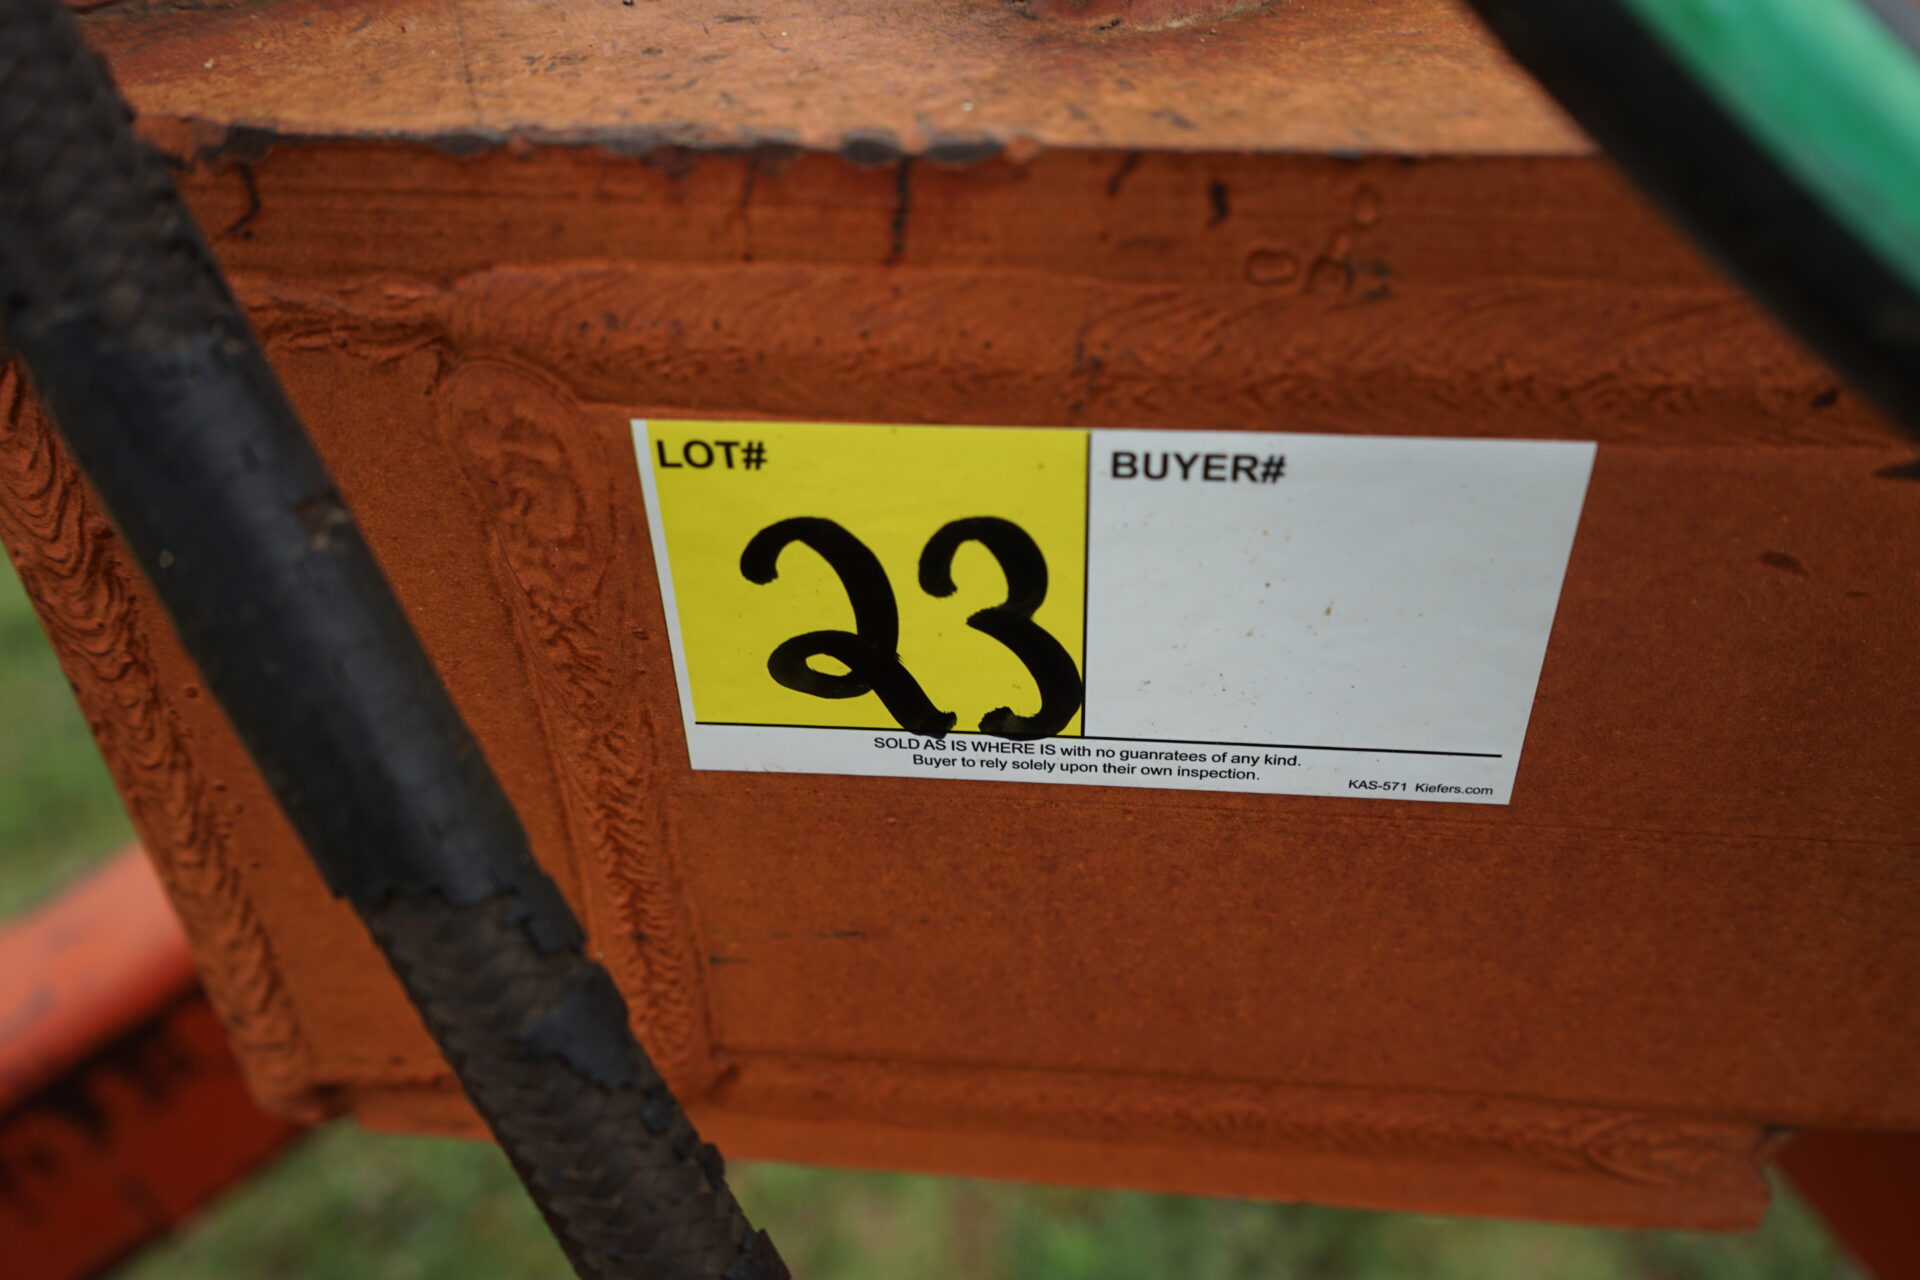 LOT#
BUYER#
23
SOLD AS IS WHERE IS with no guanratees of any kind.
Buyer to rely solely upon their own inspection.
KAS-571 Kiefers.com